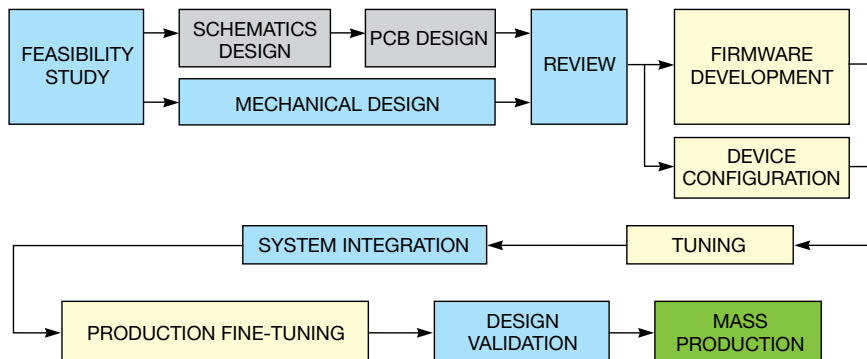 FEASIBILITY
STUDY
SCHEMATICS
DESIGN
PCB DESIGN
MECHANICAL DESIGN
REVIEW
FIRMWARE
DEVELOPMENT
DEVICE
CONFIGURATION
TUNING
SYSTEM INTEGRATION
PRODUCTION FINE-TUNING
DESIGN
VALIDATION
MASS
PRODUCTION